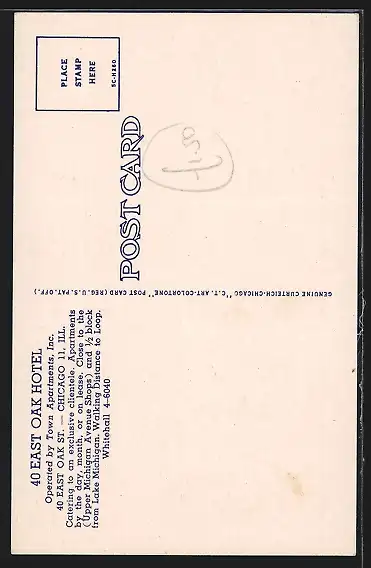 40 EAST OAK HOTEL
Operated by Town Apartments, Inc.
40 EAST OAK ST. — CHICAGO 11, ILL.
Catering to an exclusive clientele. Apartments
by the day, month, or on lease. Close to the
(Upper Michigan Avenue Shops) and ½ block
from Lake Michigan. Walking Distance to Loop.
Whitehall 4-6040
GENUINE CURTEICH-CHICAGO "C.T. ART-COLORTONE" POST CARD (REG. U.S. PAT. OFF.)
POST CARD
PLACE
STAMP
HERE
5C-H260